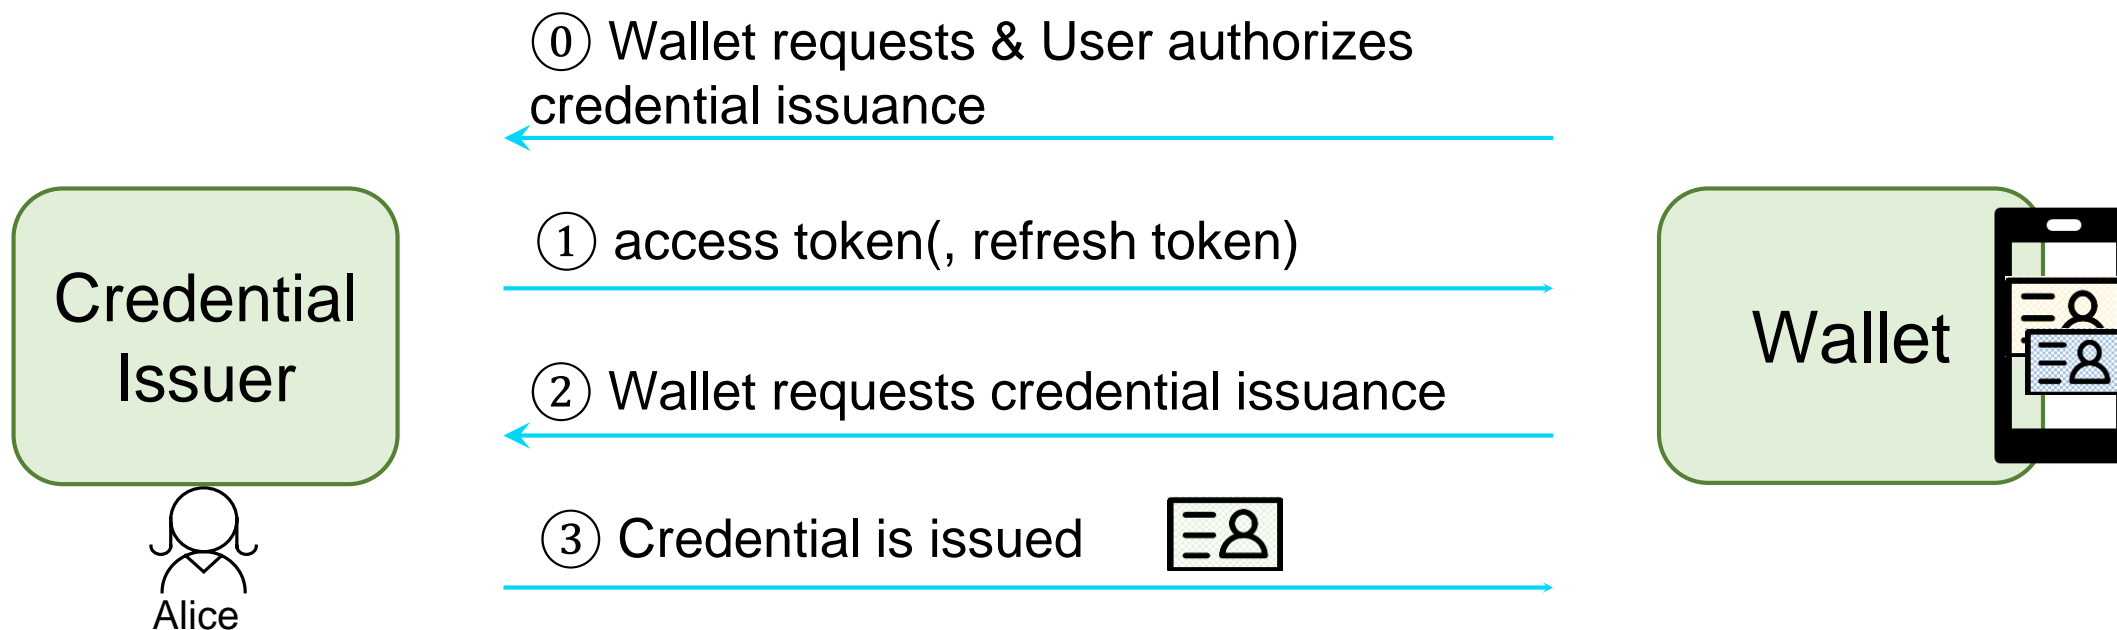 ⓪ Wallet requests & User authorizes
credential issuance
① access token(, refresh token)
Credential
Issuer
Wallet
② Wallet requests credential issuance
③ Credential is issued
Alice